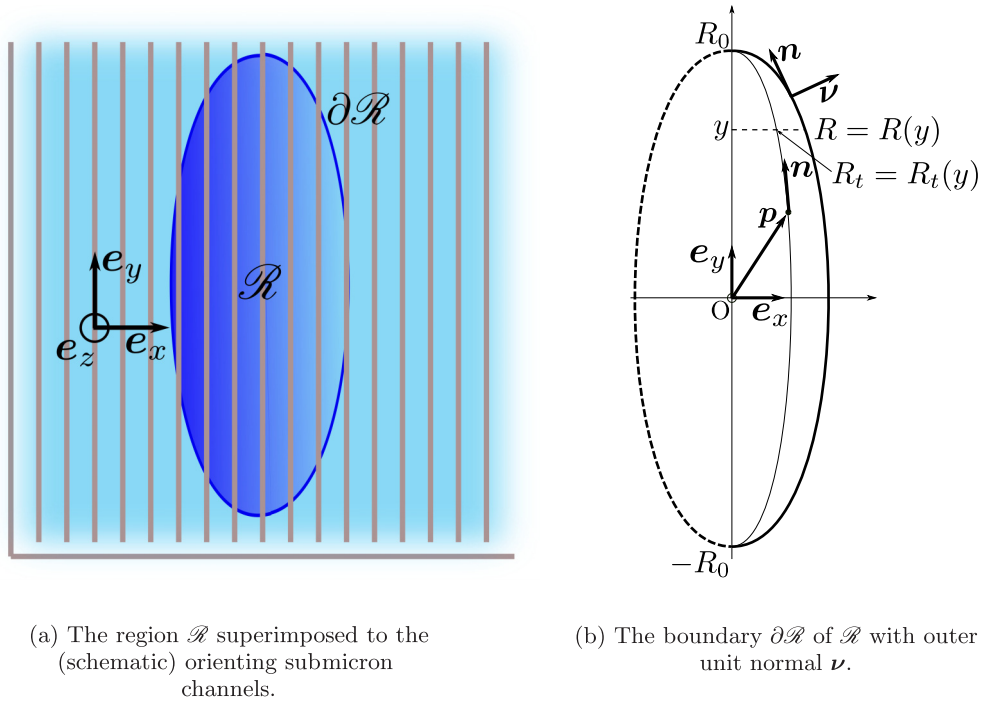 ∂ℛ
e_y
ℛ
e_z
e_x
(a) The region ℛ superimposed to the
(schematic) orienting submicron
channels.
R_0
n
ν
y
R = R(y)
n
R_t = R_t(y)
p
e_y
O
e_x
−R_0
(b) The boundary ∂ℛ of ℛ with outer
unit normal ν.